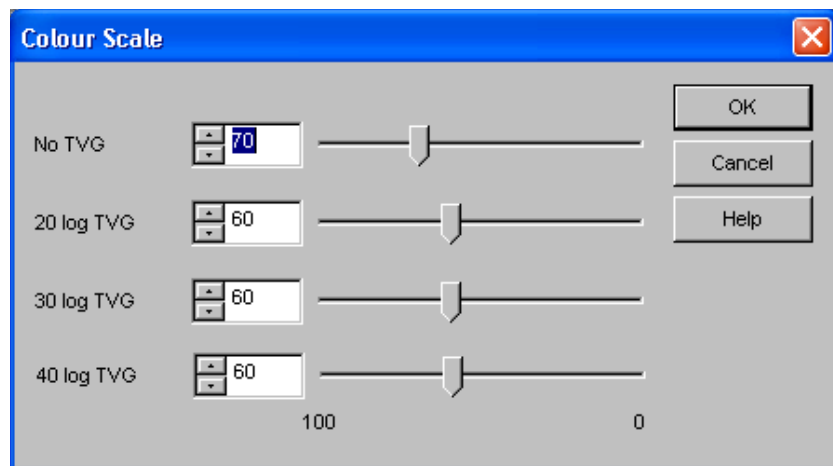 Colour Scale
No TVG 70
20 log TVG 60
30 log TVG 60
40 log TVG 60
100 0
OK
Cancel
Help